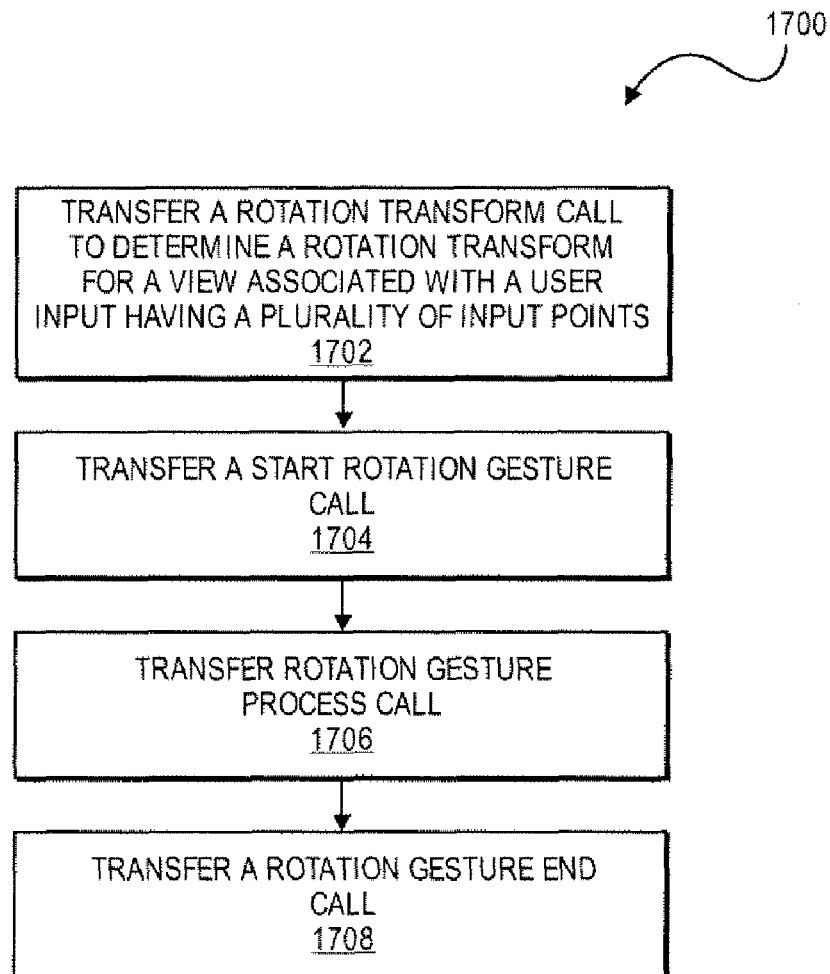 1700
TRANSFER A ROTATION TRANSFORM CALL
TO DETERMINE A ROTATION TRANSFORM
FOR A VIEW ASSOCIATED WITH A USER
INPUT HAVING A PLURALITY OF INPUT POINTS
1702
TRANSFER A START ROTATION GESTURE
CALL
1704
TRANSFER ROTATION GESTURE
PROCESS CALL
1706
TRANSFER A ROTATION GESTURE END
CALL
1708